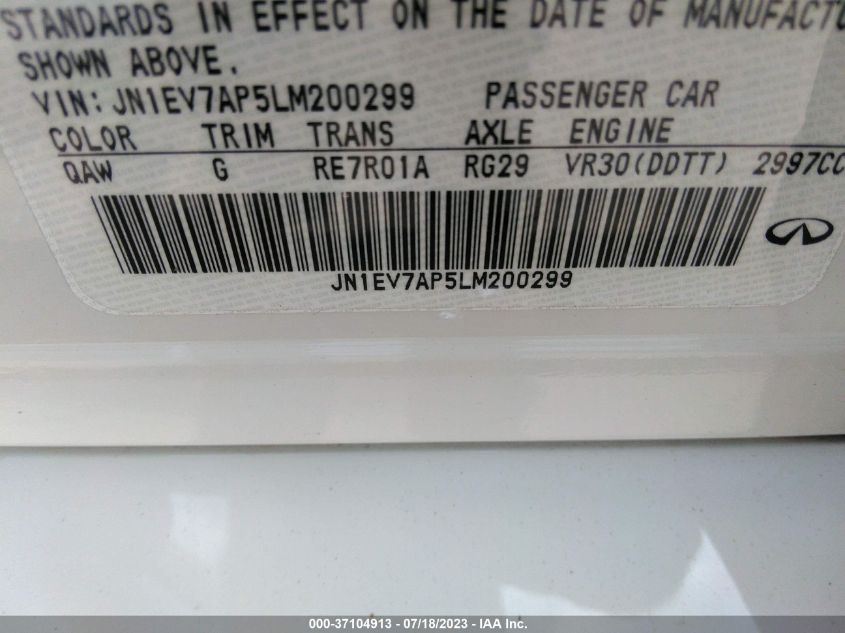 STANDARDS IN EFFECT ON THE DATE OF MANUFACTU
SHOWN ABOVE.
VIN: JN1EV7AP5LM200299 PASSENGER CAR
COLOR TRIM TRANS AXLE ENGINE
QAW G RE7R01A RG29 VR30(DDTT) 2997CC
JN1EV7AP5LM200299
000-37104913 - 07/18/2023 - IAA Inc.